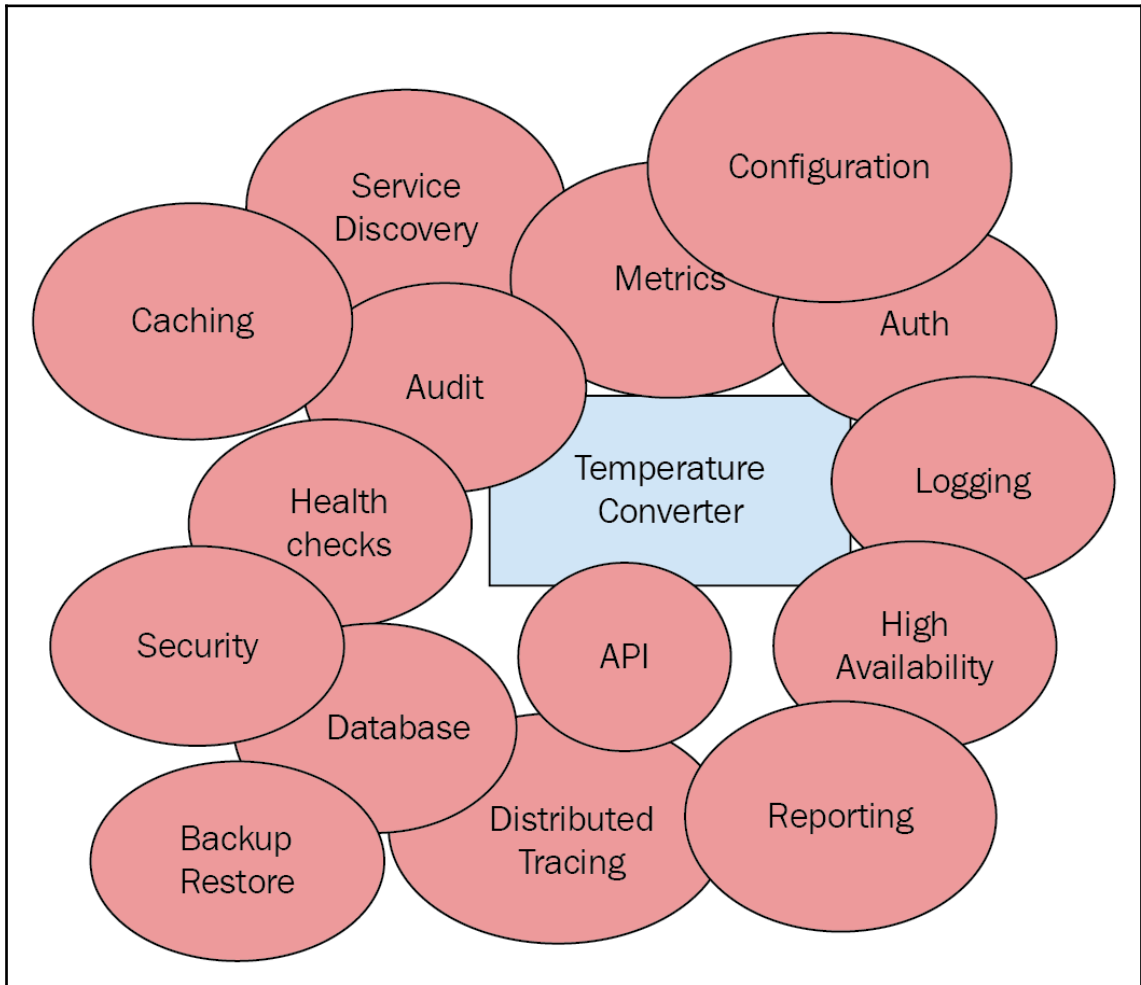 Configuration
Service
Discovery
Metrics
Caching
Auth
Audit
Temperature
Converter
Logging
Health
checks
Security
API
High
Availability
Database
Distributed
Tracing
Reporting
Backup
Restore